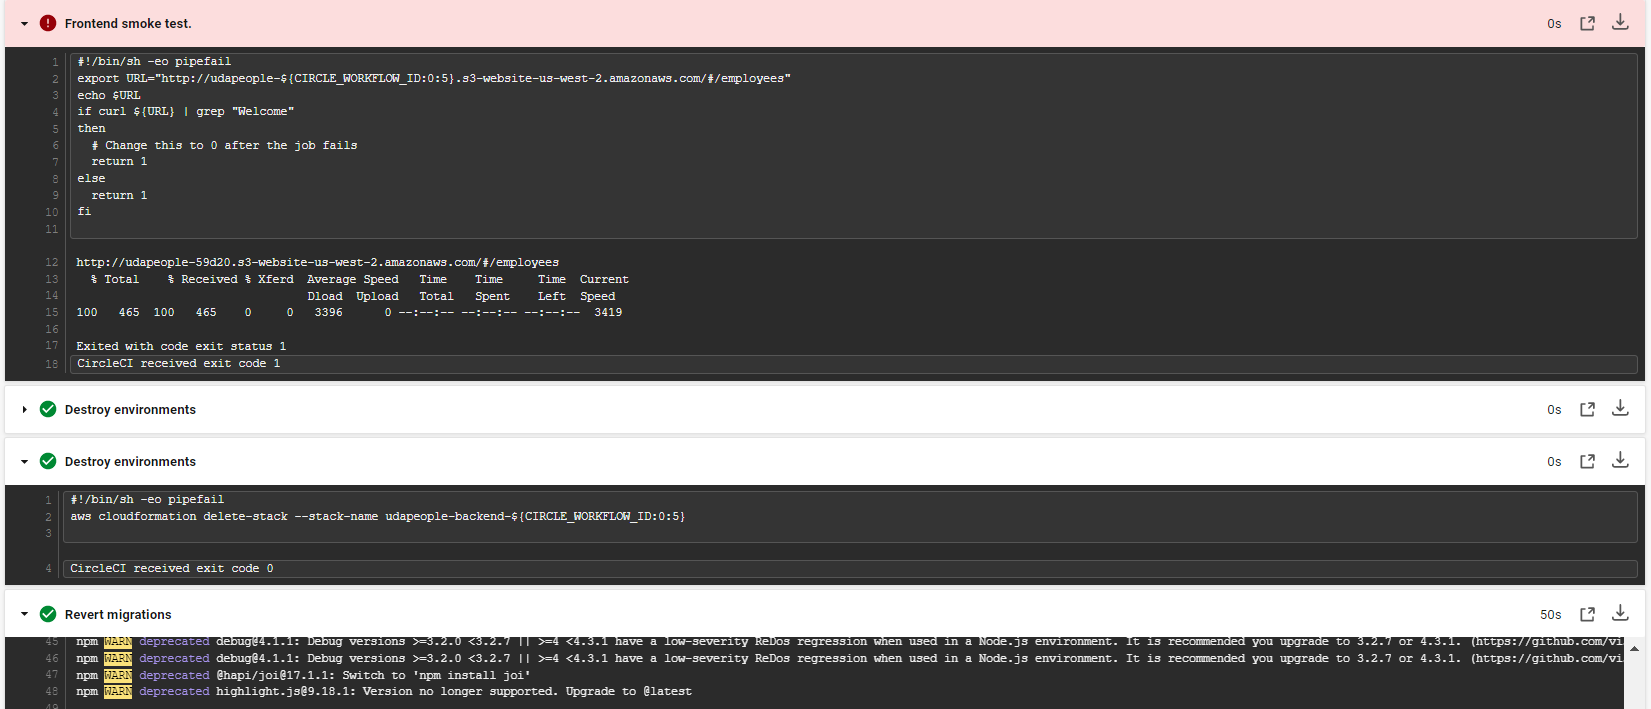 Frontend smoke test.
0s
1 #!/bin/sh -eo pipefail
2 export URL="http://udapeople-${CIRCLE_WORKFLOW_ID:0:5}.s3-website-us-west-2.amazonaws.com/#/employees"
3 echo $URL
4 if curl ${URL} | grep "Welcome"
5 then
6   # Change this to 0 after the job fails
7   return 1
8 else
9   return 1
10 fi
11
12 http://udapeople-59d20.s3-website-us-west-2.amazonaws.com/#/employees
13   % Total    % Received % Xferd  Average Speed   Time    Time     Time  Current
14                                  Dload  Upload   Total   Spent    Left  Speed
15 100   465  100   465    0     0   3396      0 --:--:-- --:--:-- --:--:--  3419
16
17 Exited with code exit status 1
18 CircleCI received exit code 1
Destroy environments
0s
Destroy environments
0s
1 #!/bin/sh -eo pipefail
2 aws cloudformation delete-stack --stack-name udapeople-backend-${CIRCLE_WORKFLOW_ID:0:5}
3
4 CircleCI received exit code 0
Revert migrations
50s
45 npm WARN deprecated debug@4.1.1: Debug versions >=3.2.0 <3.2.7 || >=4 <4.3.1 have a low-severity ReDos regression when used in a Node.js environment. It is recommended you upgrade to 3.2.7 or 4.3.1. (https://github.com/vi
46 npm WARN deprecated debug@4.1.1: Debug versions >=3.2.0 <3.2.7 || >=4 <4.3.1 have a low-severity ReDos regression when used in a Node.js environment. It is recommended you upgrade to 3.2.7 or 4.3.1. (https://github.com/vi
47 npm WARN deprecated @hapi/joi@17.1.1: Switch to 'npm install joi'
48 npm WARN deprecated highlight.js@9.18.1: Version no longer supported. Upgrade to @latest
49